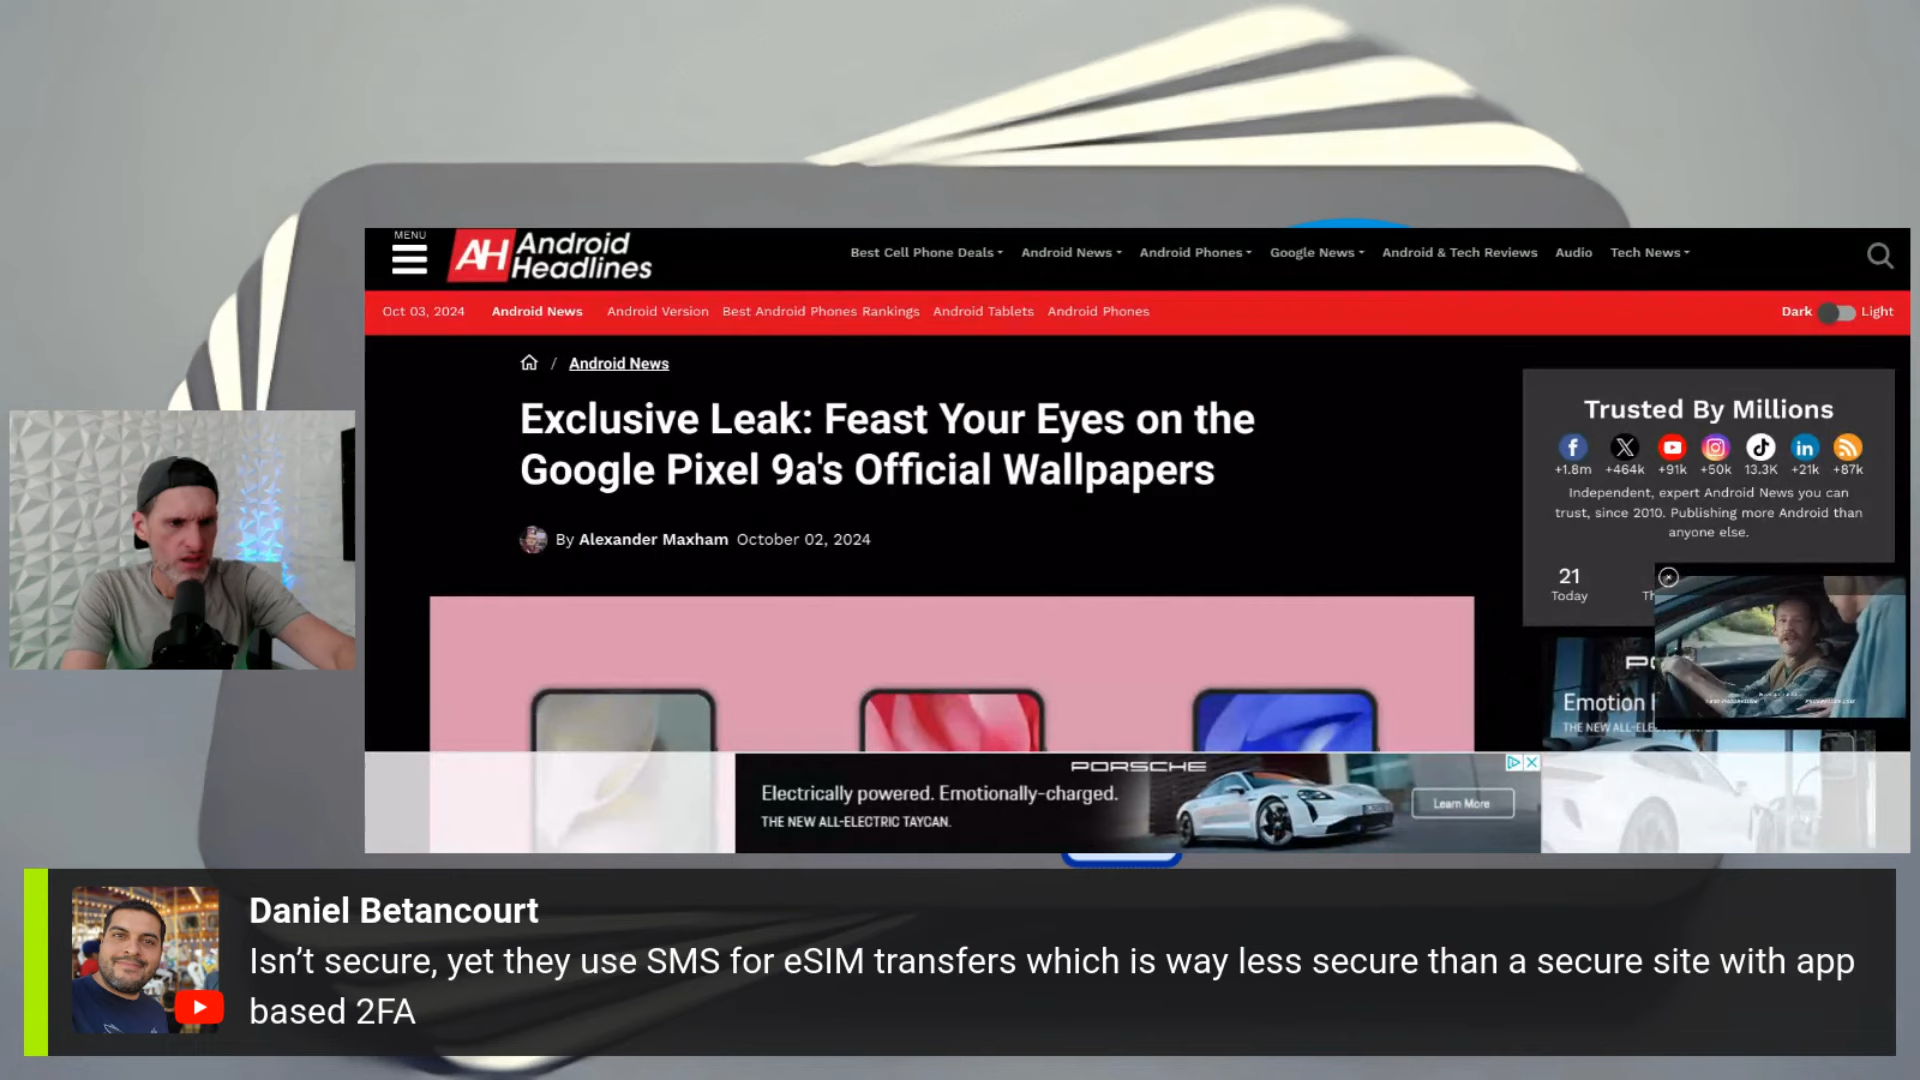 MENU
AH Android Headlines
Best Cell Phone Deals Android News Android Phones Google News Android & Tech Reviews Audio Tech News
Oct 03, 2024 Android News Android Version Best Android Phones Rankings Android Tablets Android Phones Dark Light
/ Android News
Exclusive Leak: Feast Your Eyes on the
Google Pixel 9a's Official Wallpapers
By Alexander Maxham October 02, 2024
Trusted By Millions
+1.8m +464k +91k +50k 13.3K +21k +87k
Independent, expert Android News you can
trust, since 2010. Publishing more Android than
anyone else.
21
Today
Emotion
THE NEW
PORSCHE
Electrically powered. Emotionally-charged.
THE NEW ALL-ELECTRIC TAYCAN.
Learn More
Daniel Betancourt
Isn’t secure, yet they use SMS for eSIM transfers which is way less secure than a secure site with app
based 2FA